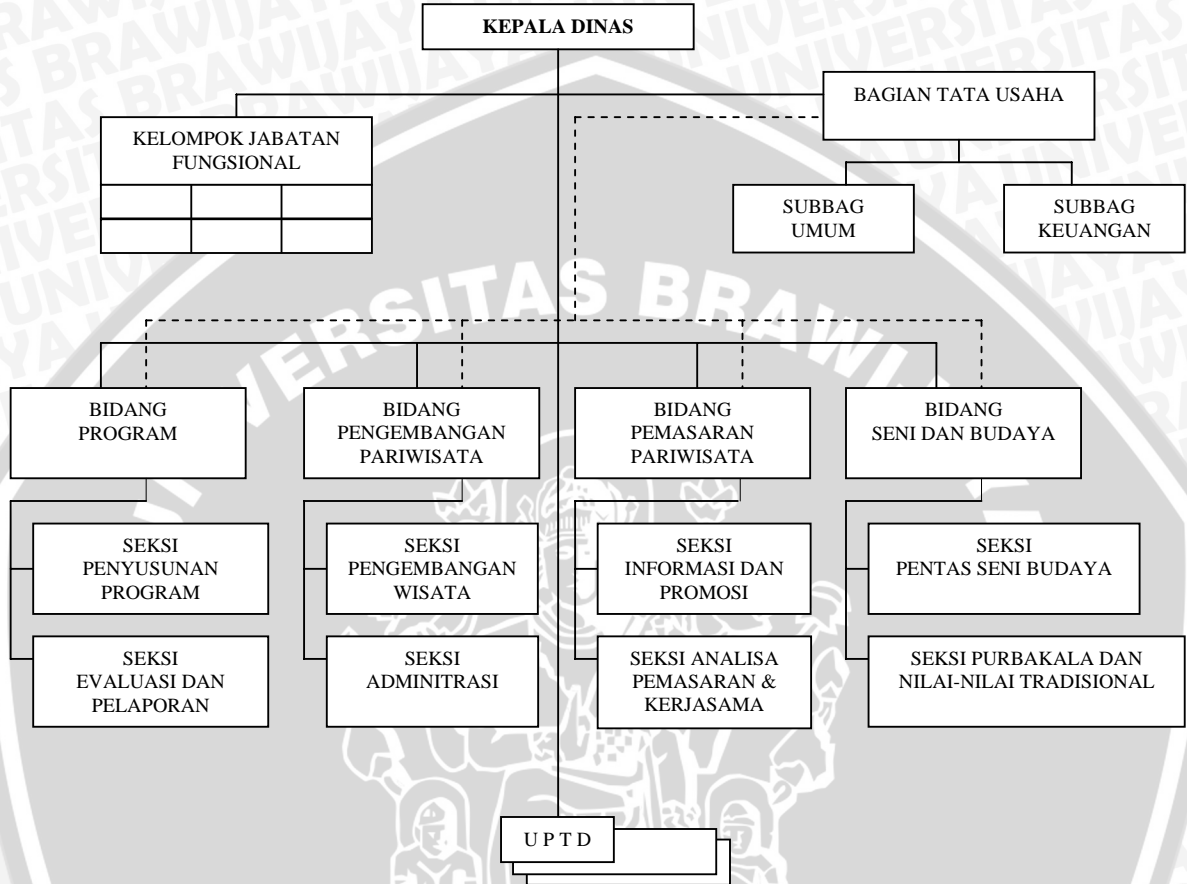 KEPALA DINAS
BAGIAN TATA USAHA
KELOMPOK JABATAN
FUNGSIONAL
SUBBAG
UMUM
SUBBAG
KEUANGAN
UNIVERSITAS BRAWIJAYA
BIDANG
PROGRAM
BIDANG
PENGEMBANGAN
PARIWISATA
BIDANG
PEMASARAN
PARIWISATA
BIDANG
SENI DAN BUDAYA
SEKSI
PENYUSUNAN
PROGRAM
SEKSI
PENGEMBANGAN
WISATA
SEKSI
INFORMASI DAN
PROMOSI
SEKSI
PENTAS SENI BUDAYA
SEKSI
EVALUASI DAN
PELAPORAN
SEKSI
ADMINITRASI
SEKSI ANALISA
PEMASARAN &
KERJASAMA
SEKSI PURBAKALA DAN
NILAI-NILAI TRADISIONAL
U P T D